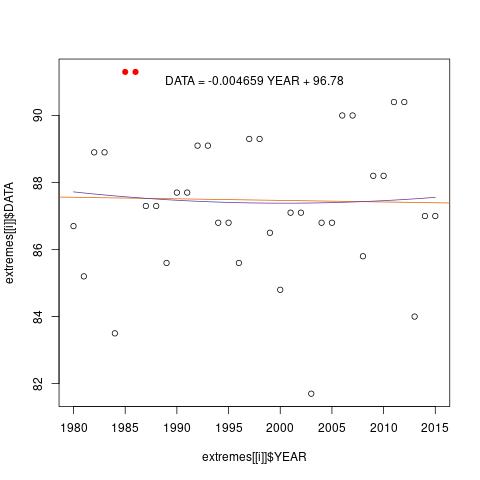 DATA = -0.004659 YEAR + 96.78
extremes[[i]]$DATA
90
88
86
84
82
1980 1985 1990 1995 2000 2005 2010 2015
extremes[[i]]$YEAR